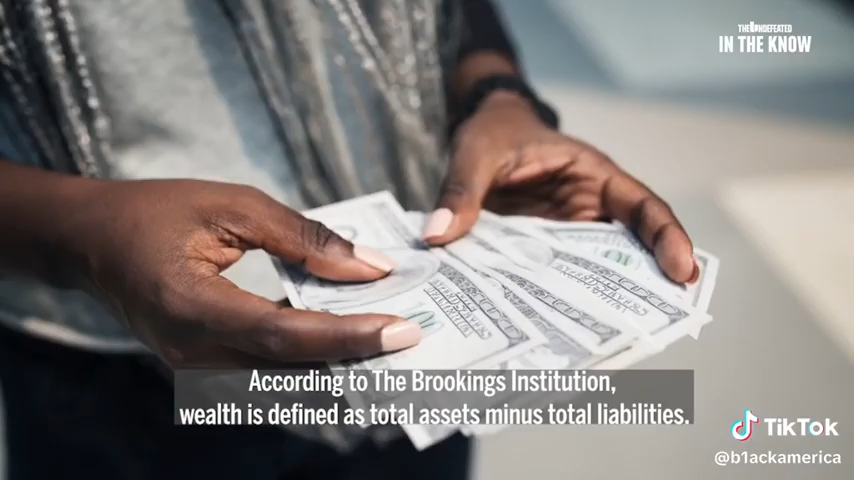 THE UNDEFEATED
IN THE KNOW
According to The Brookings Institution,
wealth is defined as total assets minus total liabilities.
TikTok
@b1ackamerica